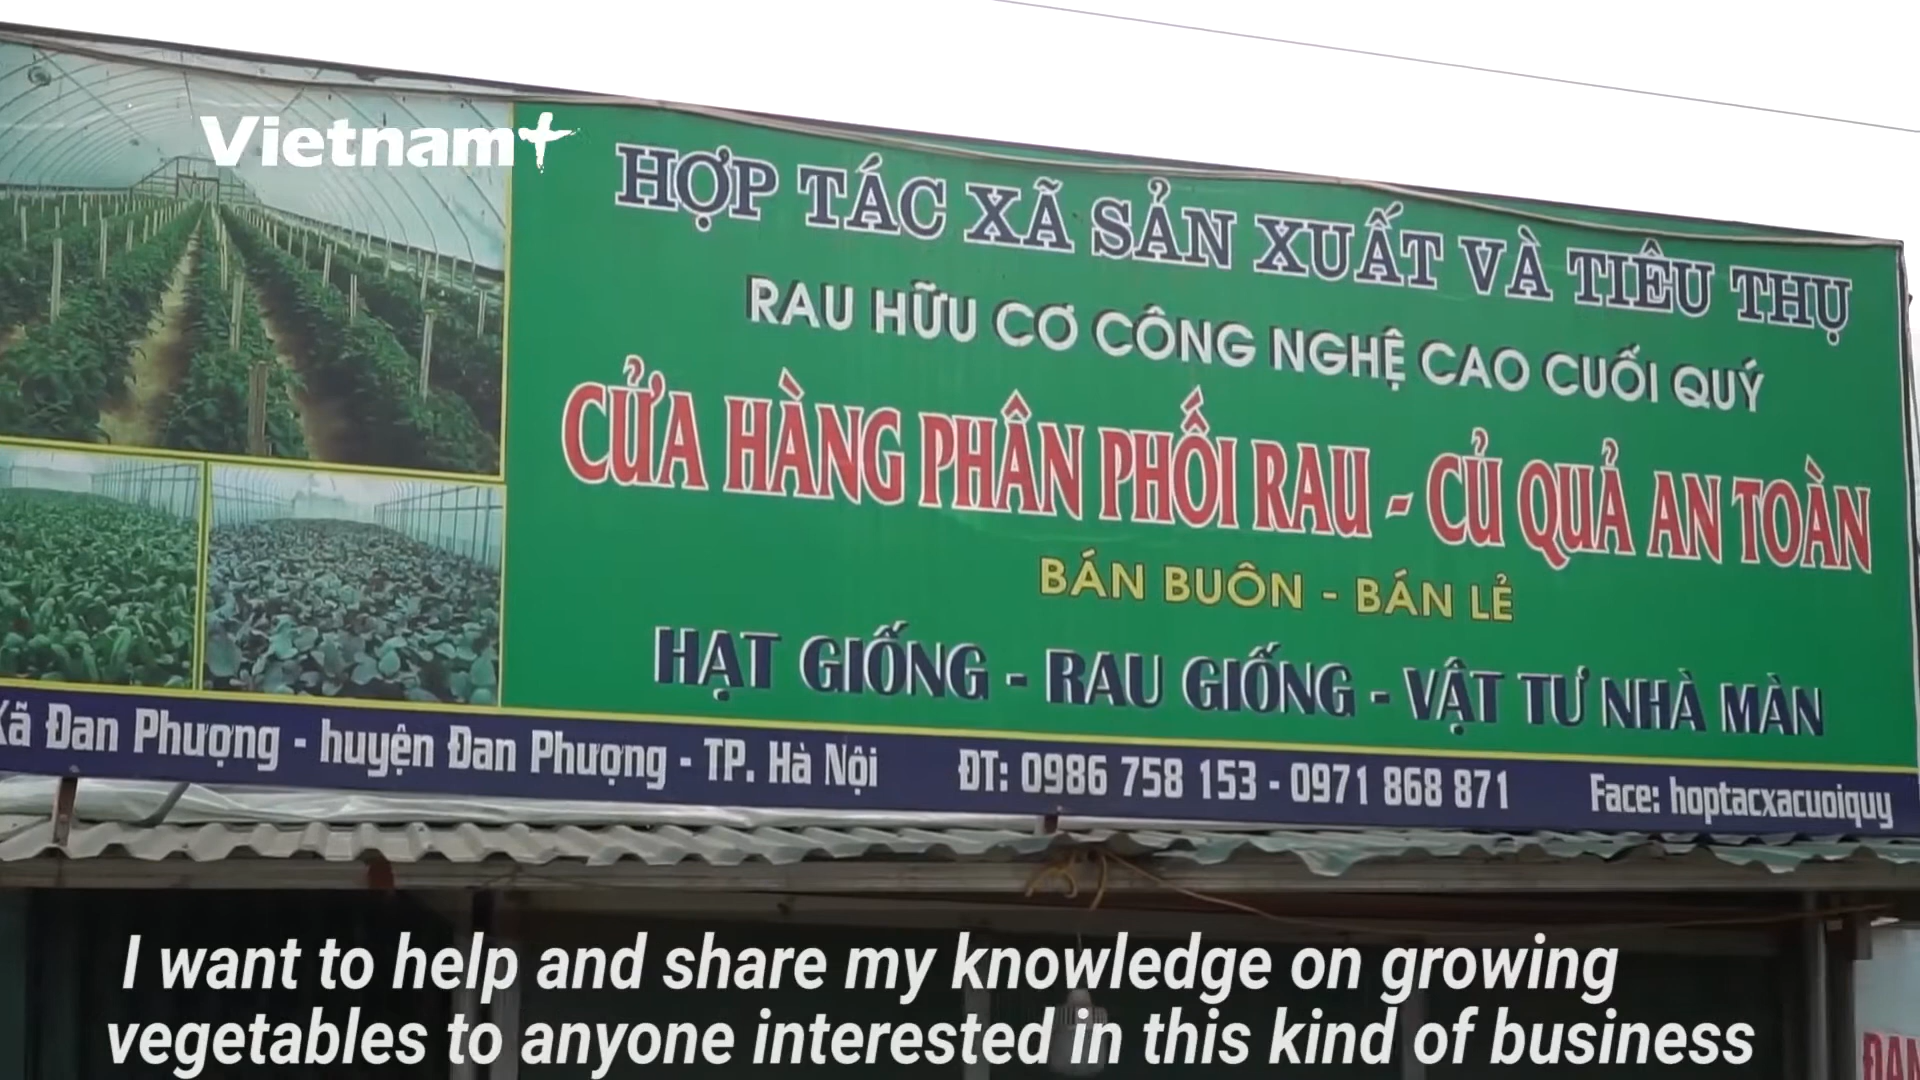 Vietnam+
HỢP TÁC XÃ SẢN XUẤT VÀ TIÊU THỤ
RAU HỮU CƠ CÔNG NGHỆ CAO CUỐI QUÝ
CỬA HÀNG PHÂN PHỐI RAU - CỦ QUẢ AN TOÀN
BÁN BUÔN - BÁN LẺ
HẠT GIỐNG - RAU GIỐNG - VẬT TƯ NHÀ MÀN
Xã Đan Phượng - huyện Đan Phượng - TP. Hà Nội ĐT: 0986 758 153 - 0971 868 871 Face: hoptacxacuoiquy
I want to help and share my knowledge on growing
vegetables to anyone interested in this kind of business